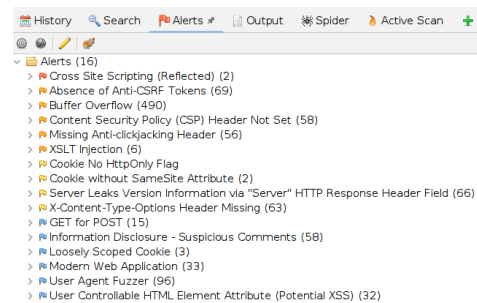 History Search Alerts Output Spider Active Scan
Alerts (16)
Cross Site Scripting (Reflected) (2)
Absence of Anti-CSRF Tokens (69)
Buffer Overflow (490)
Content Security Policy (CSP) Header Not Set (58)
Missing Anti-clickjacking Header (56)
XSLT Injection (6)
Cookie No HttpOnly Flag
Cookie without SameSite Attribute (2)
Server Leaks Version Information via "Server" HTTP Response Header Field (66)
X-Content-Type-Options Header Missing (63)
GET for POST (15)
Information Disclosure - Suspicious Comments (58)
Loosely Scoped Cookie (3)
Modern Web Application (33)
User Agent Fuzzer (96)
User Controllable HTML Element Attribute (Potential XSS) (32)